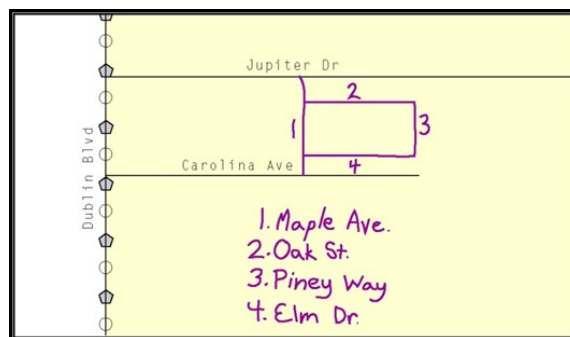 Jupiter Dr
2
1
3
Carolina Ave
4
Dublin Blvd
1. Maple Ave.
2. Oak St.
3. Piney Way
4. Elm Dr.